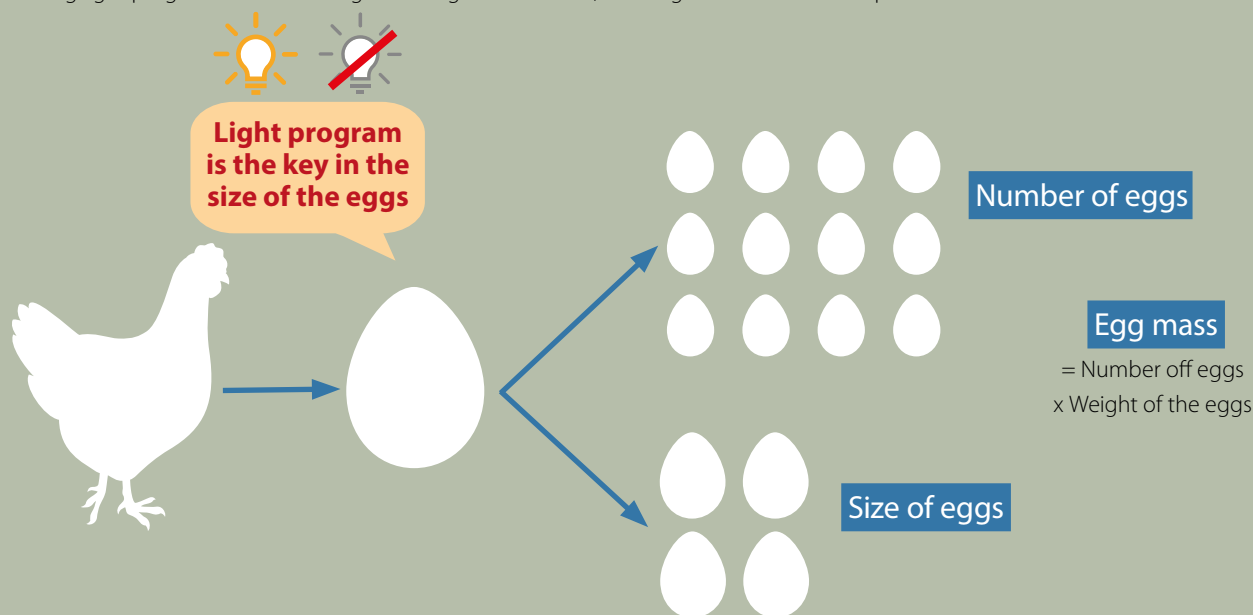 Light program
is the key in the
size of the eggs
Number of eggs
Egg mass
= Number off eggs
x Weight of the eggs
Size of eggs